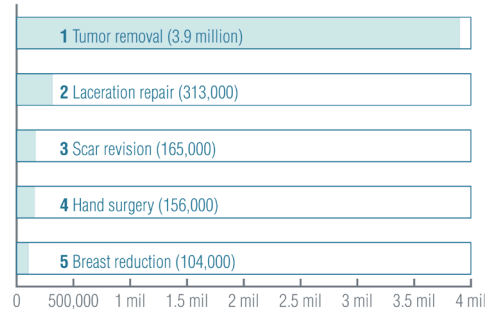 1 Tumor removal (3.9 million)
2 Laceration repair (313,000)
3 Scar revision (165,000)
4 Hand surgery (156,000)
5 Breast reduction (104,000)
0 500,000 1 mil 1.5 mil 2 mil 2.5 mil 3 mil 3.5 mil 4 mil